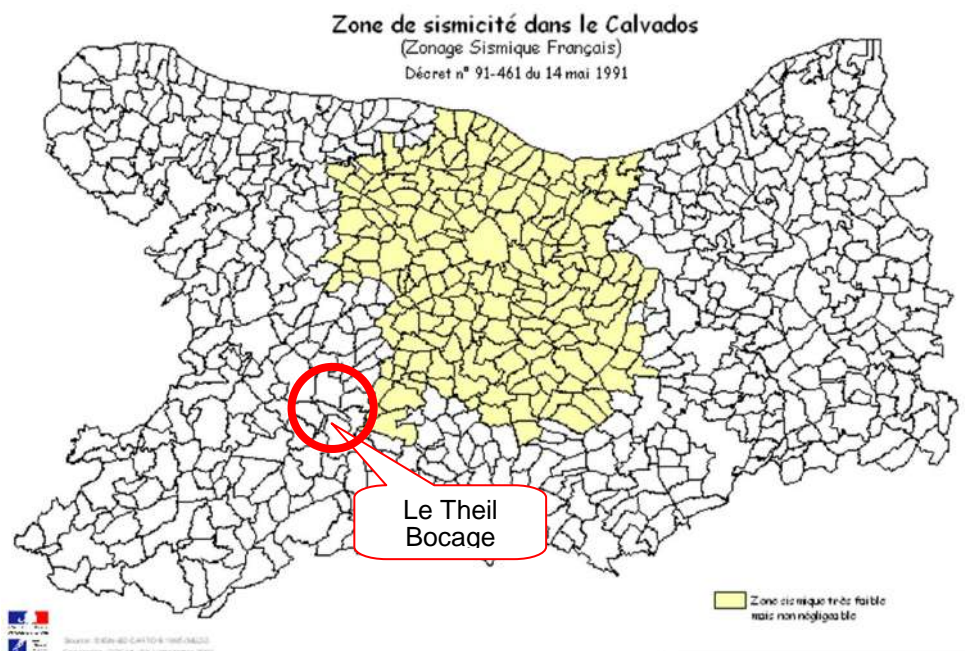 Zone de sismicité dans le Calvados
(Zonage Sismique Français)
Décret n° 91-461 du 14 mai 1991
Le Theil
Bocage
Zone sismique très faible
mais non négligeable